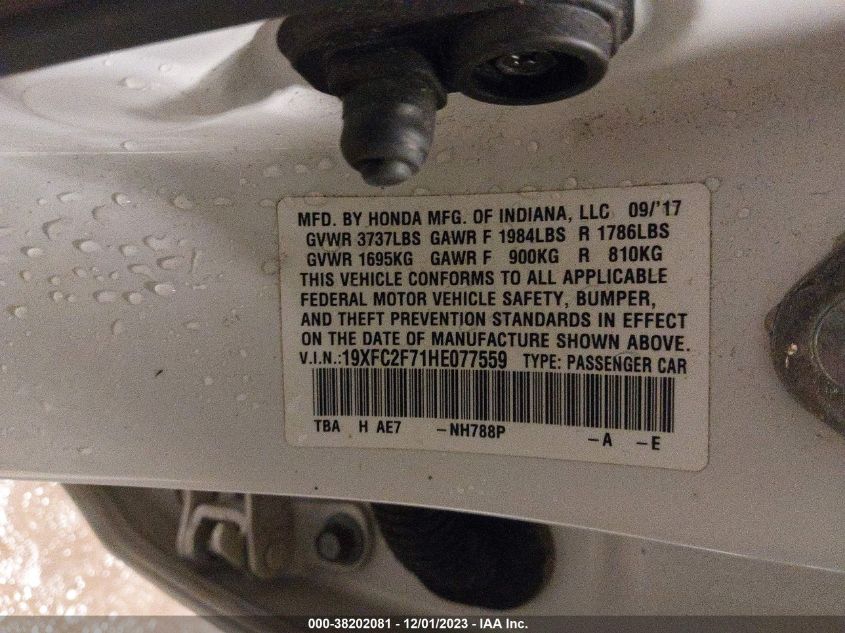 MFD. BY HONDA MFG. OF INDIANA, LLC 09/'17
GVWR 3737LBS GAWR F 1984LBS R 1786LBS
GVWR 1695KG GAWR F 900KG R 810KG
THIS VEHICLE CONFORMS TO ALL APPLICABLE
FEDERAL MOTOR VEHICLE SAFETY, BUMPER,
AND THEFT PREVENTION STANDARDS IN EFFECT
ON THE DATE OF MANUFACTURE SHOWN ABOVE.
V.I.N.:19XFC2F71HE077559 TYPE: PASSENGER CAR
TBA H AE7 -NH788P -A -E
000-38202081 - 12/01/2023 - IAA Inc.